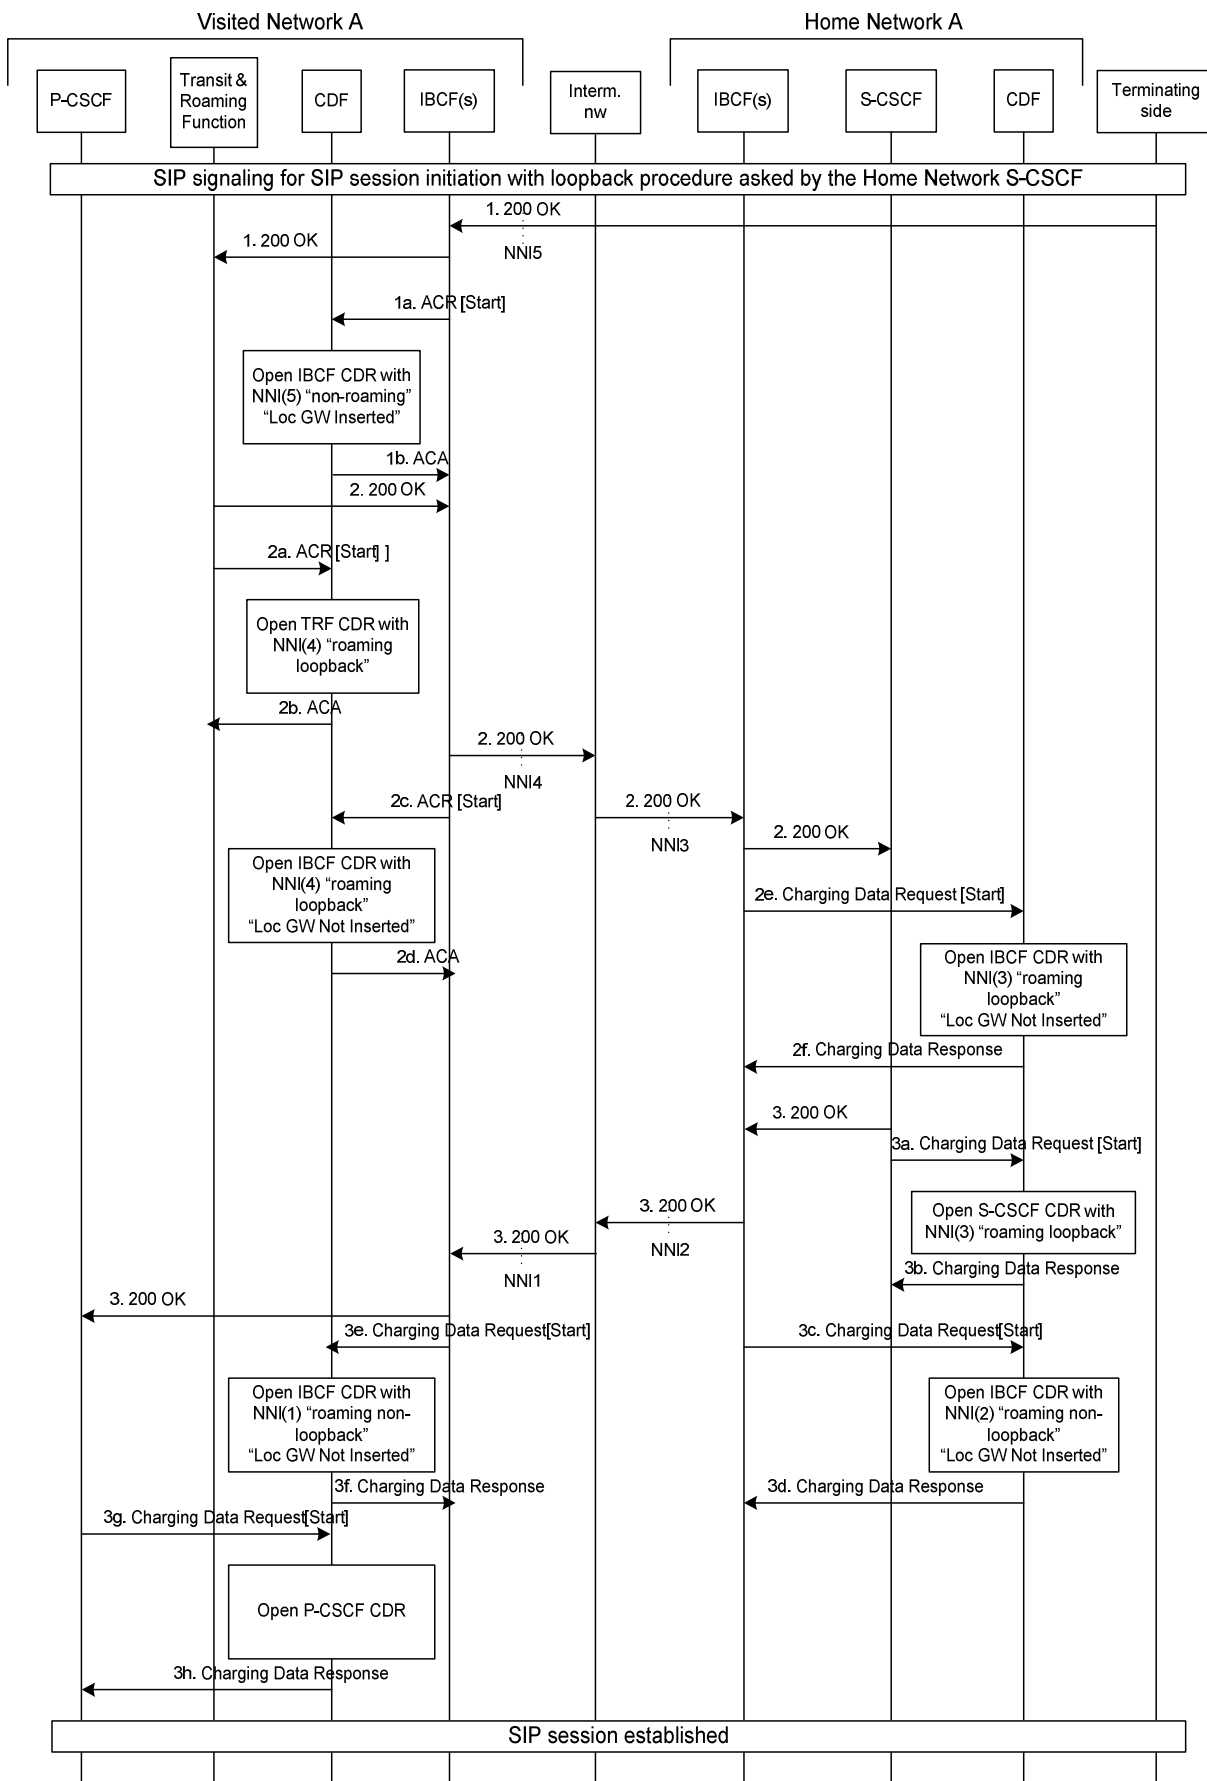 Visited Network A
Home Network A
P-CSCF
Transit &
Roaming
Function
CDF
IBCF(s)
Interm.
nw
IBCF(s)
S-CSCF
CDF
Terminating
side
SIP signaling for SIP session initiation with loopback procedure asked by the Home Network S-CSCF
1. 200 OK
NNI5
1. 200 OK
1a. ACR [Start]
Open IBCF CDR with
NNI(5) “non-roaming”
“Loc GW Inserted”
1b. ACA
2. 200 OK
2a. ACR [Start] ]
Open TRF CDR with
NNI(4) “roaming
loopback”
2b. ACA
2. 200 OK
NNI4
2c. ACR [Start]
2. 200 OK
NNI3
2. 200 OK
Open IBCF CDR with
NNI(4) “roaming
loopback”
“Loc GW Not Inserted”
2e. Charging Data Request [Start]
2d. ACA
Open IBCF CDR with
NNI(3) “roaming
loopback”
“Loc GW Not Inserted”
2f. Charging Data Response
3. 200 OK
3a. Charging Data Request [Start]
Open S-CSCF CDR with
NNI(3) “roaming loopback”
3. 200 OK
NNI2
3. 200 OK
NNI1
3b. Charging Data Response
3. 200 OK
3e. Charging Data Request[Start]
3c. Charging Data Request[Start]
Open IBCF CDR with
NNI(1) “roaming non-
loopback”
“Loc GW Not Inserted”
Open IBCF CDR with
NNI(2) “roaming non-
loopback”
“Loc GW Not Inserted”
3f. Charging Data Response
3d. Charging Data Response
3g. Charging Data Request[Start]
Open P-CSCF CDR
3h. Charging Data Response
SIP session established